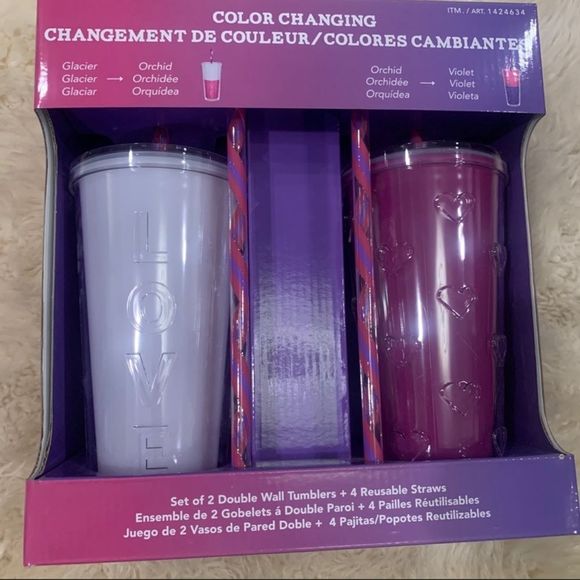 ITM. / ART. 1424634
COLOR CHANGING
CHANGEMENT DE COULEUR/COLORES CAMBIANTES
Glacier Orchid
Glacier → Orchidée
Glaciar Orquídea
Orchid Violet
Orchidée → Violet
Orquídea Violeta
L
O
V
E
Set of 2 Double Wall Tumblers + 4 Reusable Straws
Ensemble de 2 Gobelets á Double Paroi + 4 Pailles Réutilisables
Juego de 2 Vasos de Pared Doble + 4 Pajitas/Popotes Reutilizables